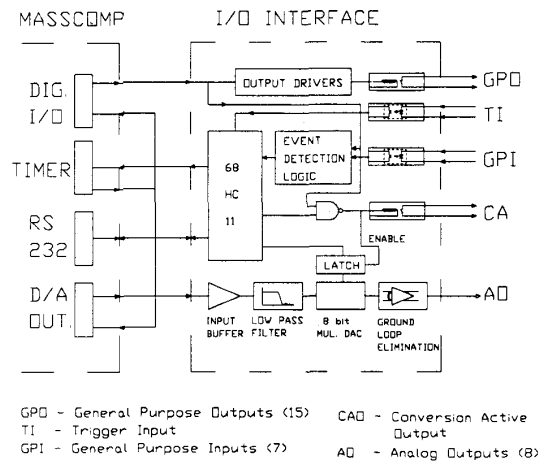 MASSCOMP
I/O INTERFACE
DIG.
I/O
OUTPUT DRIVERS
GPO
TI
TIMER
68
HC
11
EVENT
DETECTION
LOGIC
GPI
RS
232
CA
ENABLE
LATCH
D/A
OUT.
AO
INPUT
BUFFER
LOW PASS
FILTER
8 bit
MUL. DAC
GROUND
LOOP
ELIMINATION
GPO - General Purpose Outputs (15)
TI - Trigger Input
GPI - General Purpose Inputs (7)
CAO - Conversion Active
Output
AO - Analog Outputs (8)